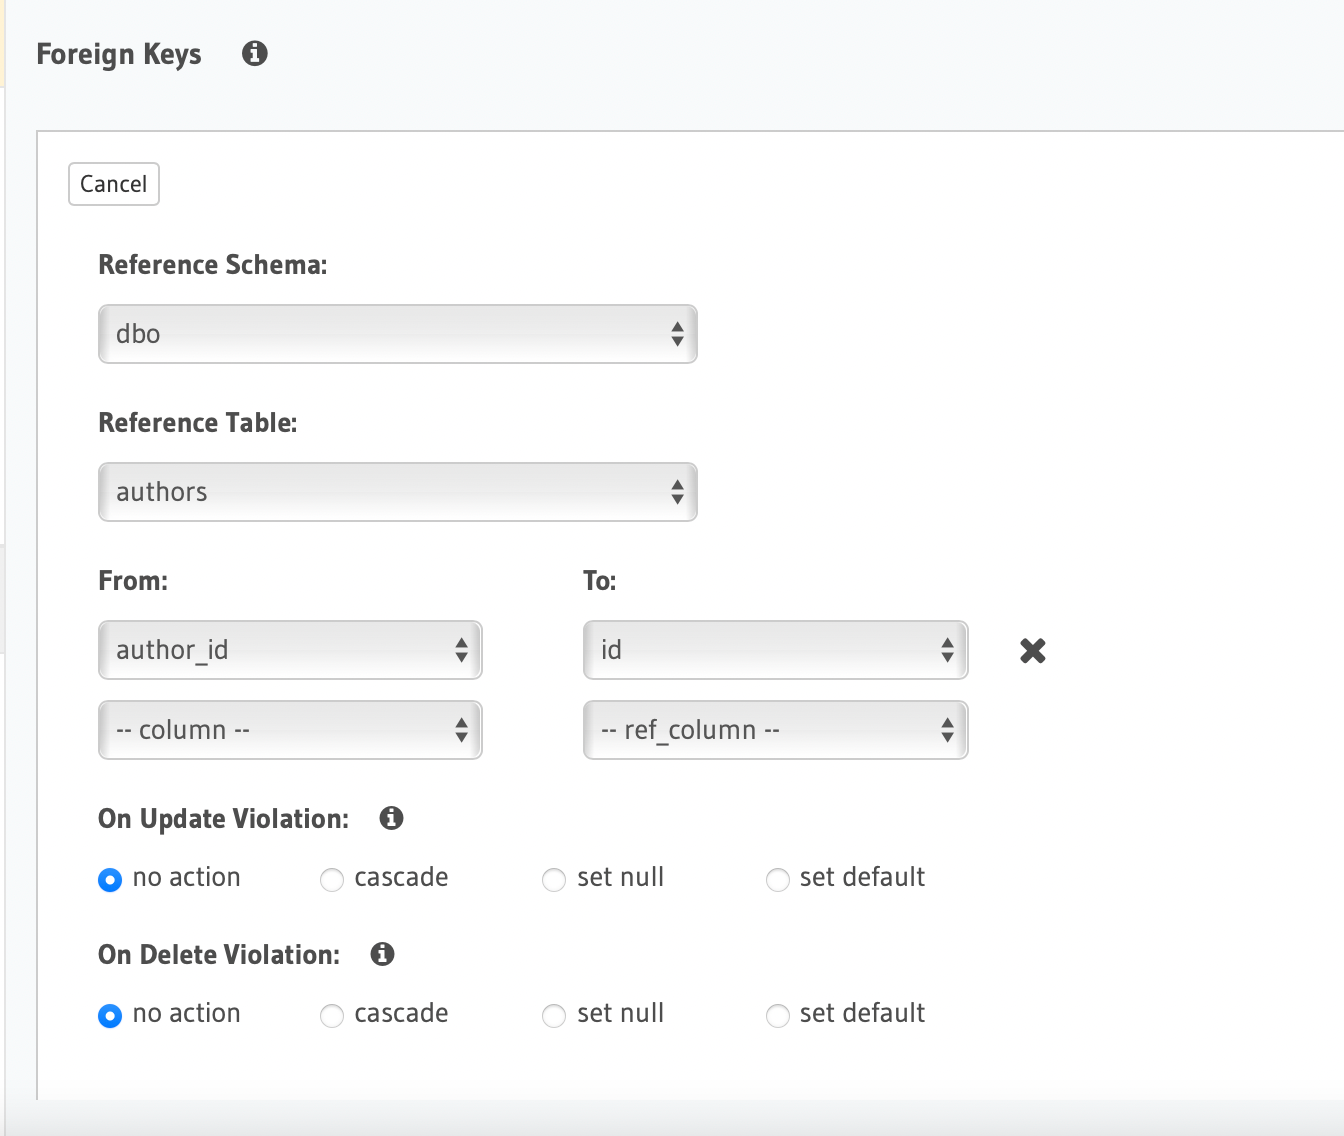 Foreign Keys
Cancel
Reference Schema:
dbo
Reference Table:
authors
From: To:
author_id id
-- column -- -- ref_column --
On Update Violation:
no action cascade set null set default
On Delete Violation:
no action cascade set null set default